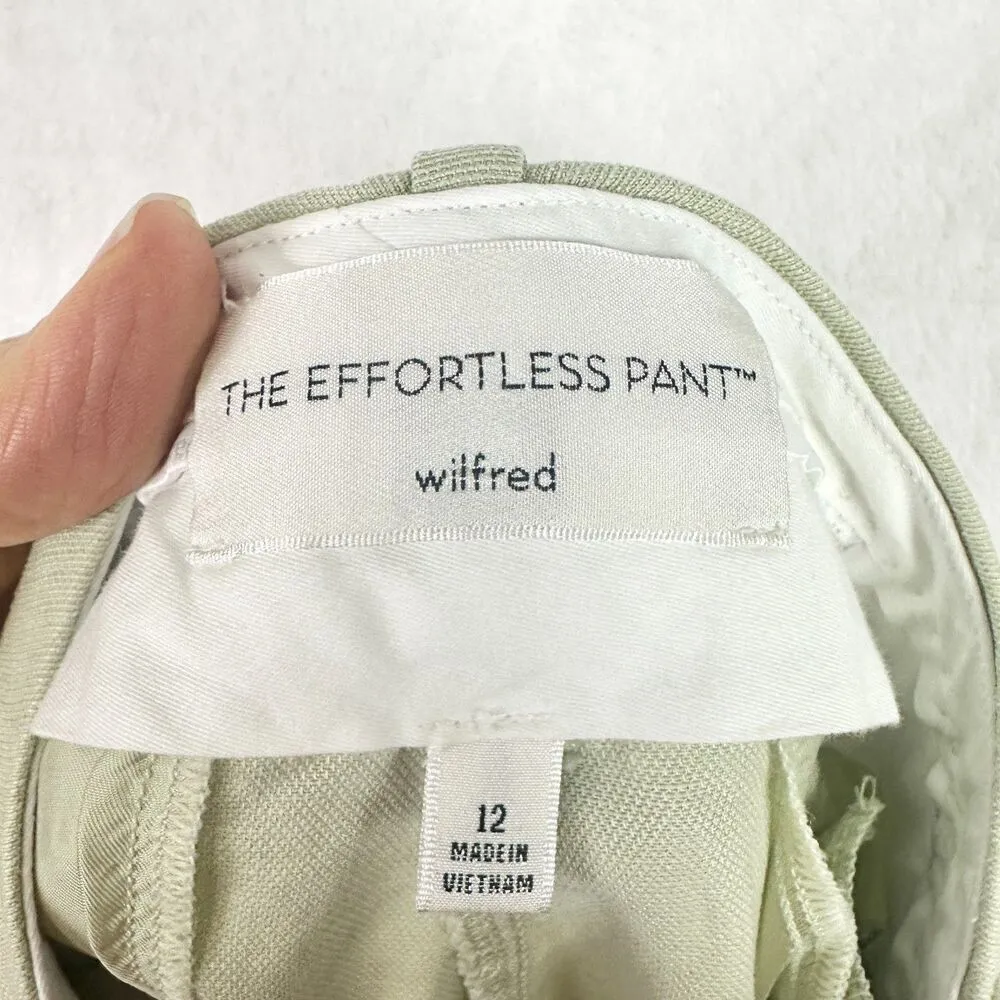 THE EFFORTLESS PANT™
wilfred
12
MADE IN
VIETNAM